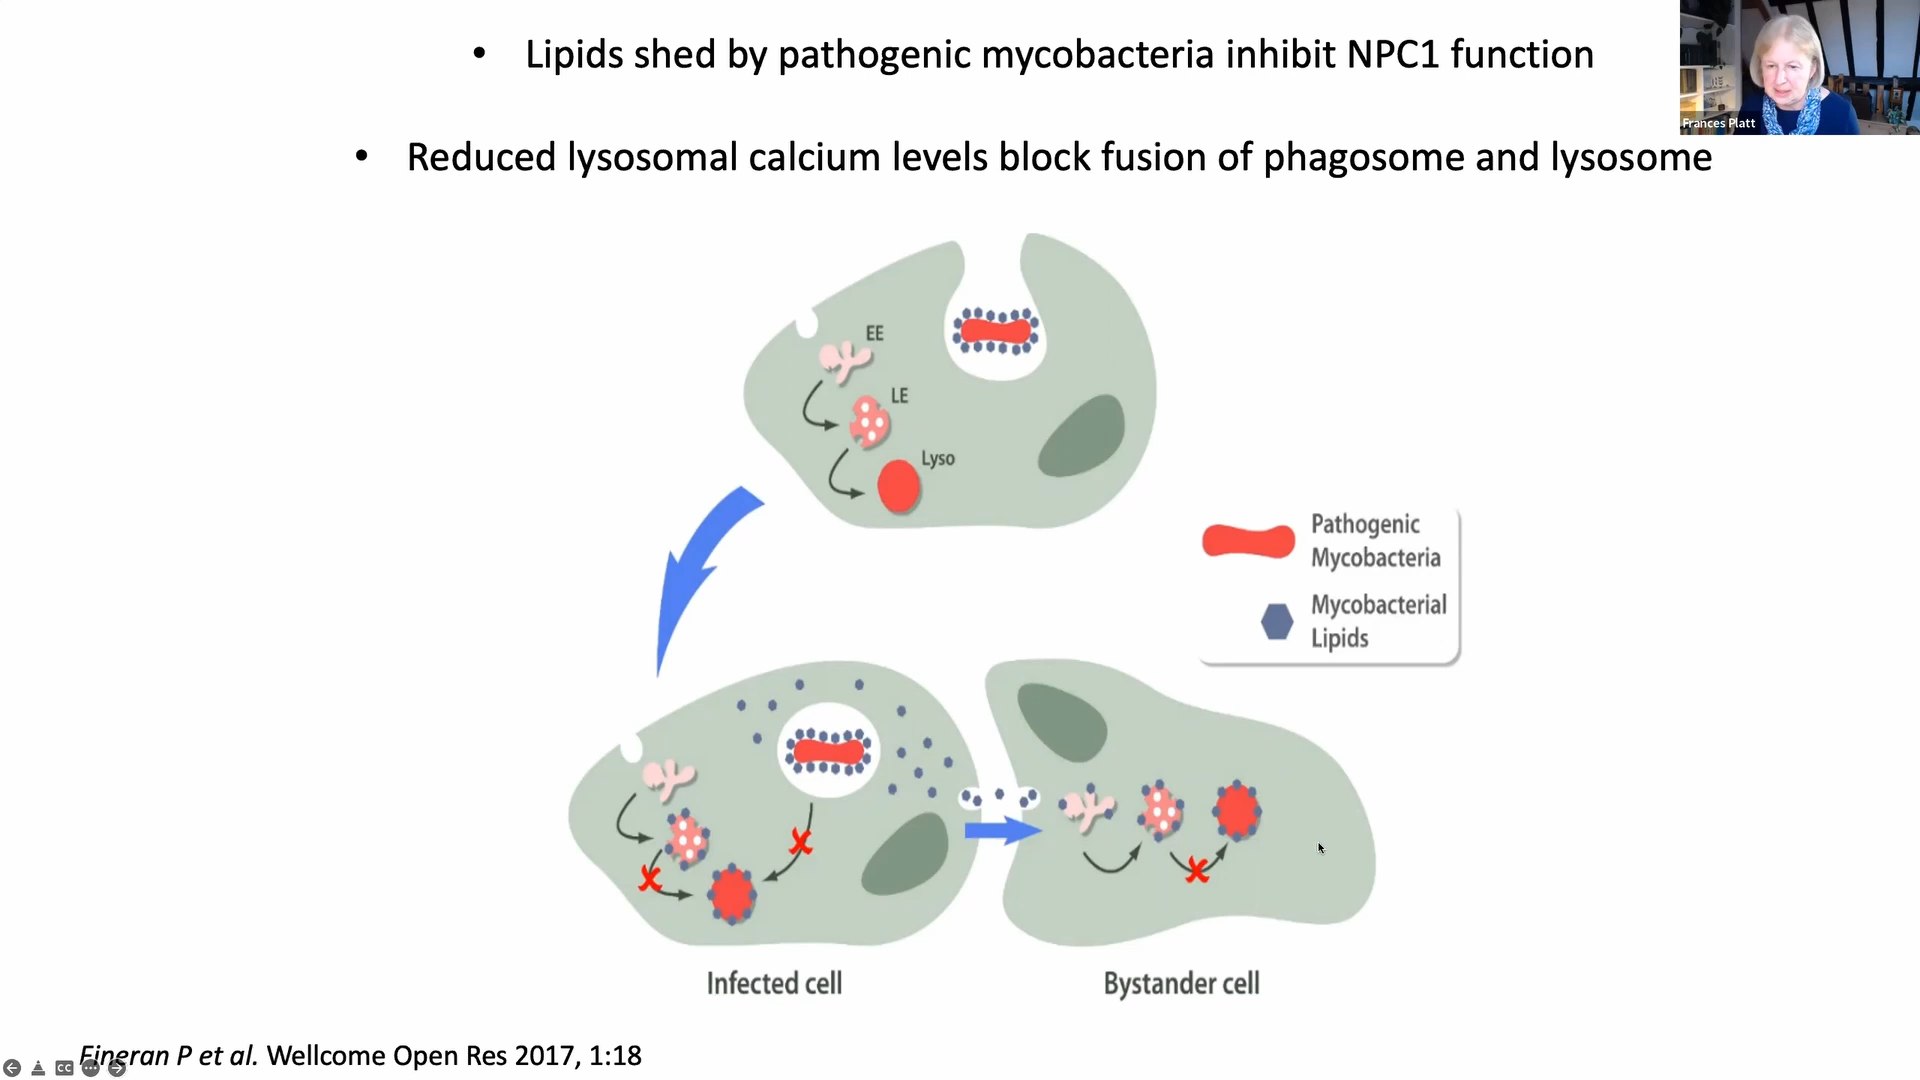 • Lipids shed by pathogenic mycobacteria inhibit NPC1 function
• Reduced lysosomal calcium levels block fusion of phagosome and lysosome
Frances Platt
EE
LE
Lyso
Pathogenic
Mycobacteria
Mycobacterial
Lipids
Infected cell
Bystander cell
Fineran P et al. Wellcome Open Res 2017, 1:18
CC